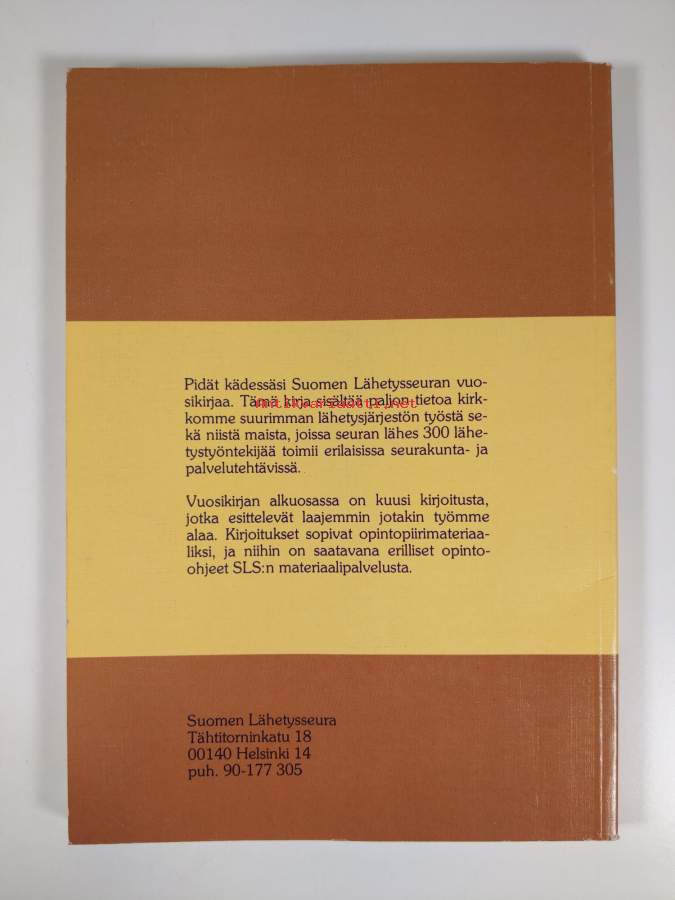 Pidät kädessäsi Suomen Lähetysseuran vuo-
sikirjaa. Tämä kirja sisältää paljon tietoa kirk-
komme suurimman lähetysjärjestön työstä se-
kä niistä maista, joissa seuran lähes 300 lähe-
tystyöntekijää toimii erilaisissa seurakunta- ja
palvelutehtävissä.
Vuosikirjan alkuosassa on kuusi kirjoitusta,
jotka esittelevät laajemmin jotakin työmme
alaa. Kirjoitukset sopivat opintopiirimateriaa-
liksi, ja niihin on saatavana erilliset opinto-
ohjeet SLS:n materiaalipalvelusta.
Suomen Lähetysseura
Tähtitorninkatu 18
00140 Helsinki 14
puh. 90-177 305